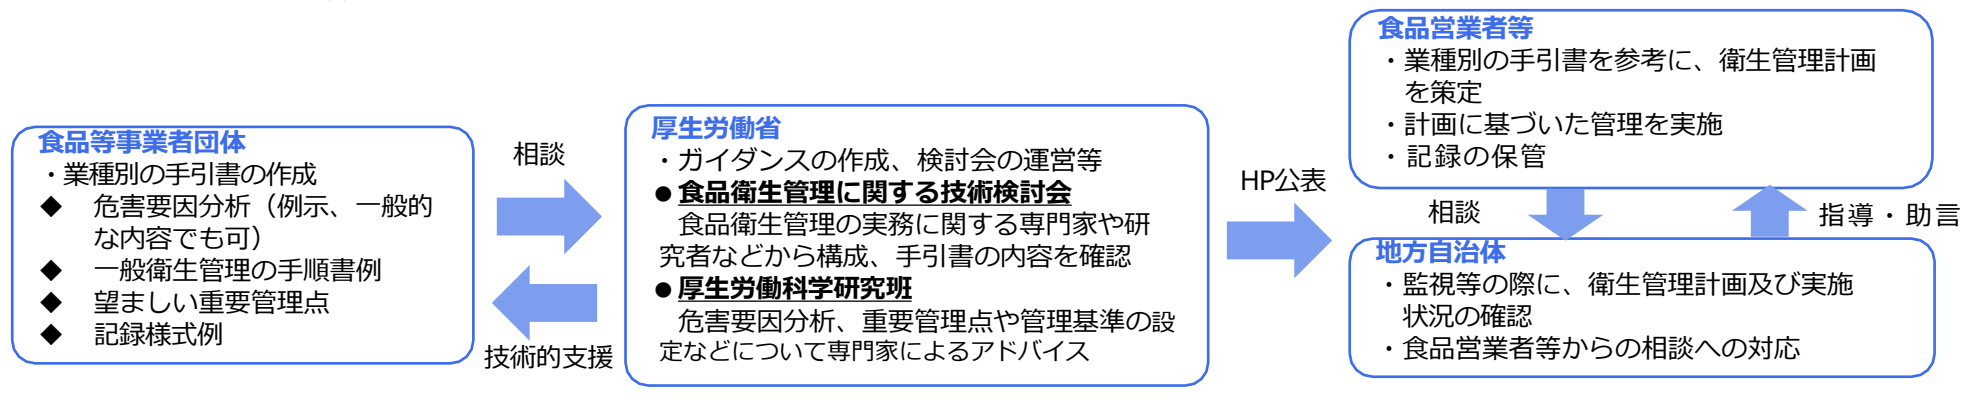 食品等事業者団体
・業種別の手引書の作成
◆ 危害要因分析（例示、一般的
な内容でも可）
◆ 一般衛生管理の手順書例
◆ 望ましい重要管理点
◆ 記録様式例
相談
技術的支援
厚生労働省
・ガイダンスの作成、検討会の運営等
●食品衛生管理に関する技術検討会
食品衛生管理の実務に関する専門家や研
究者などから構成、手引書の内容を確認
●厚生労働科学研究班
危害要因分析、重要管理点や管理基準の設
定などについて専門家によるアドバイス
HP公表
食品営業者等
・業種別の手引書を参考に、衛生管理計画
を策定
・計画に基づいた管理を実施
・記録の保管
相談
指導・助言
地方自治体
・監視等の際に、衛生管理計画及び実施
状況の確認
・食品営業者等からの相談への対応